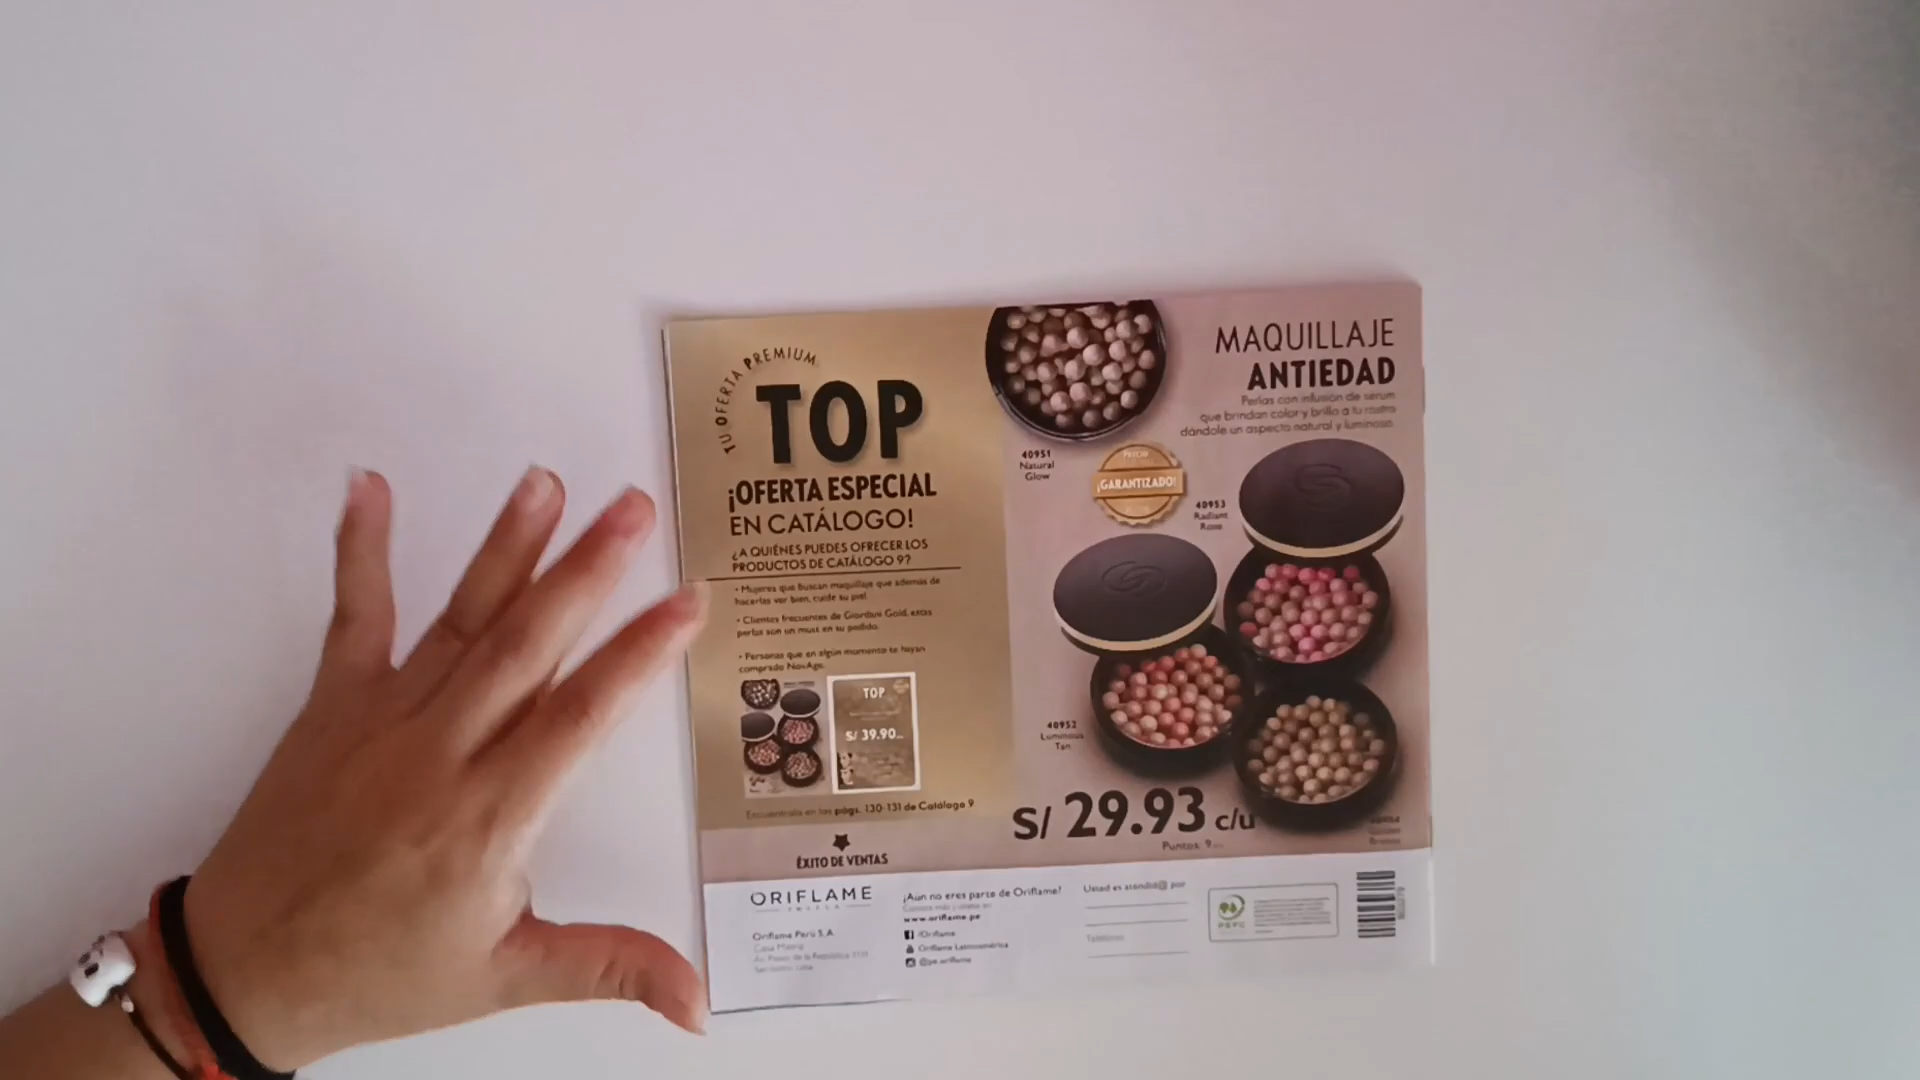 TU OFERTA PREMIUM
TOP
¡OFERTA ESPECIAL
EN CATÁLOGO!
¿A QUIÉNES PUEDES OFRECER LOS
PRODUCTOS DE CATÁLOGO 9?
• Mujeres que buscan maquillaje que además de
hacerlas ver bien, cuide su piel
• Clientes frecuentes de Giordani Gold, estas
perlas son un must en su pedido.
• Personas que en algún momento te hayan
comprado NovAge.
TOP
S/ 39.90
Encuéntrala en las págs. 130-131 de Catálogo 9
ÉXITO DE VENTAS
MAQUILLAJE
ANTIEDAD
Perlas con infusión de serum
que brindan color y brillo a tu rostro
dándole un aspecto natural y luminoso.
40951
Natural
Glow
PRECIO
¡GARANTIZADO!
40953
Radiant
Rose
40952
Luminous
Tan
S/ 29.93 c/u
Puntos: 9
ORIFLAME
SWEDEN
Oriflame Perú S.A.
¡Aun no eres parte de Oriflame!
www.oriflame.pe
/Oriflame
Oriflame Latinoamérica
@pe.oriflame
Usted es atendid@ por
Teléfono
PEFC